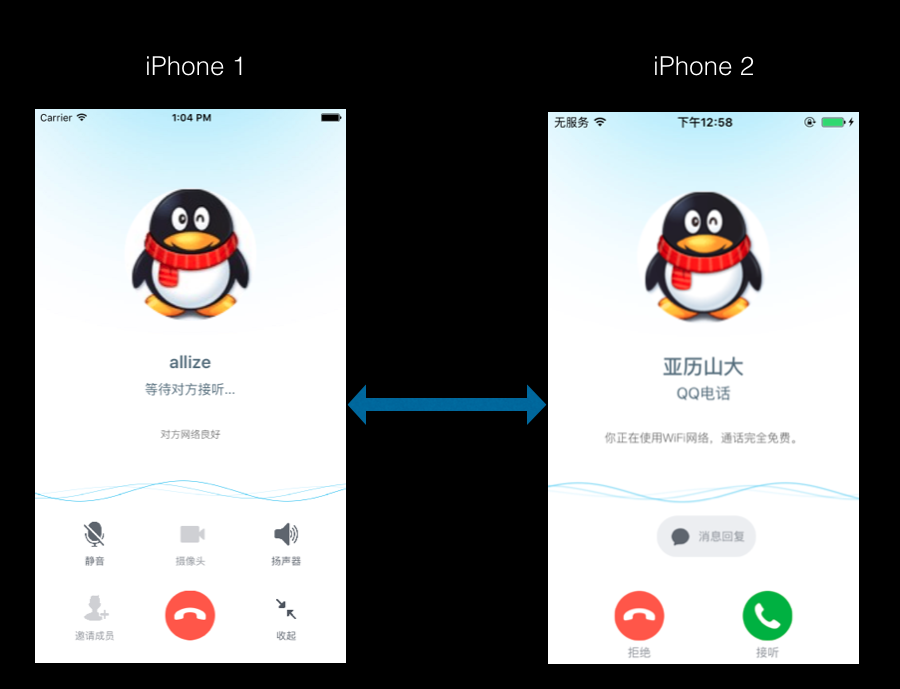 iPhone 1
iPhone 2
Carrier 1:04 PM
allize
等待对方接听...
对方网络良好
静音 摄像头 扬声器
邀请成员 收起
无服务 下午12:58
亚历山大
QQ电话
你正在使用WiFi网络，通话完全免费。
消息回复
拒绝 接听